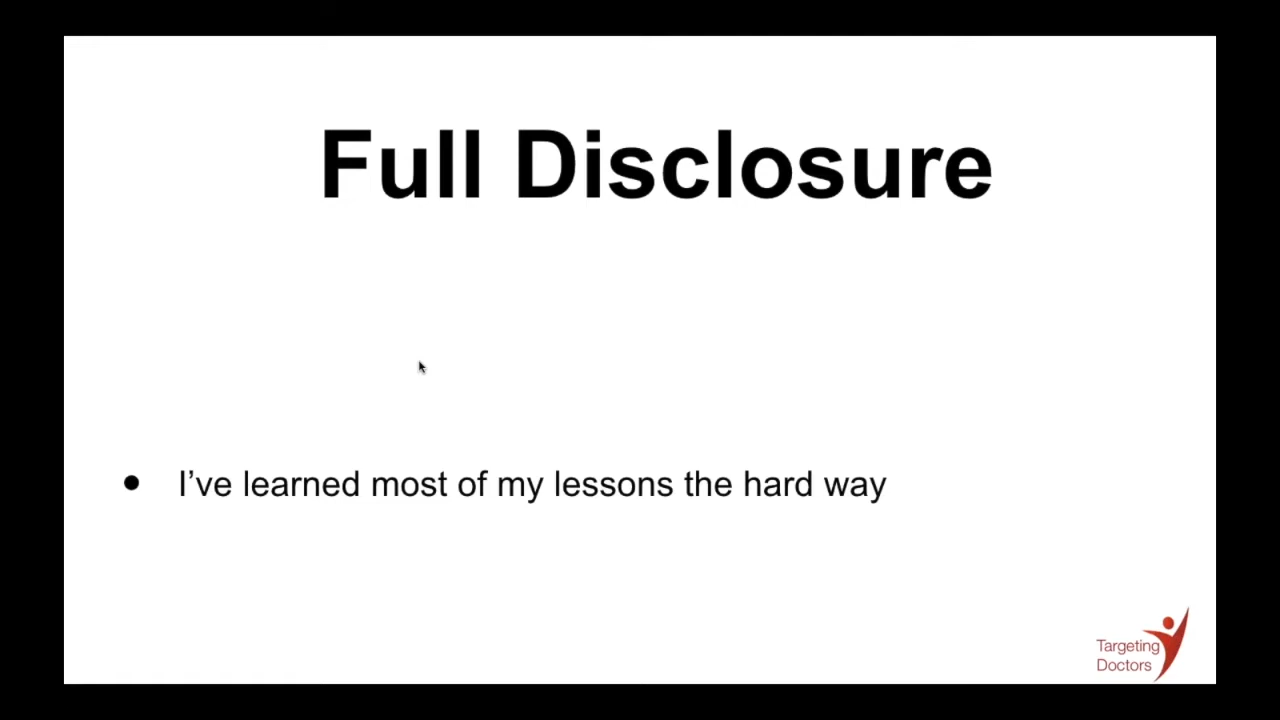 Full Disclosure
● I’ve learned most of my lessons the hard way
Targeting
Doctors